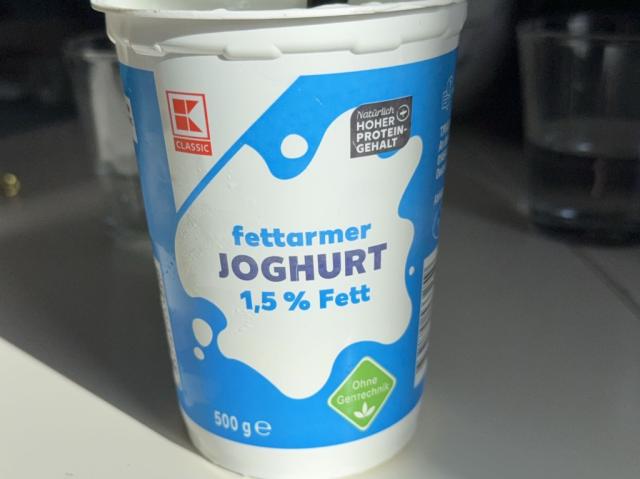 K
CLASSIC
Natürlich
HOHER
PROTEIN-
GEHALT
fettarmer
JOGHURT
1,5 % Fett
Ohne
Gentechnik
500 g e